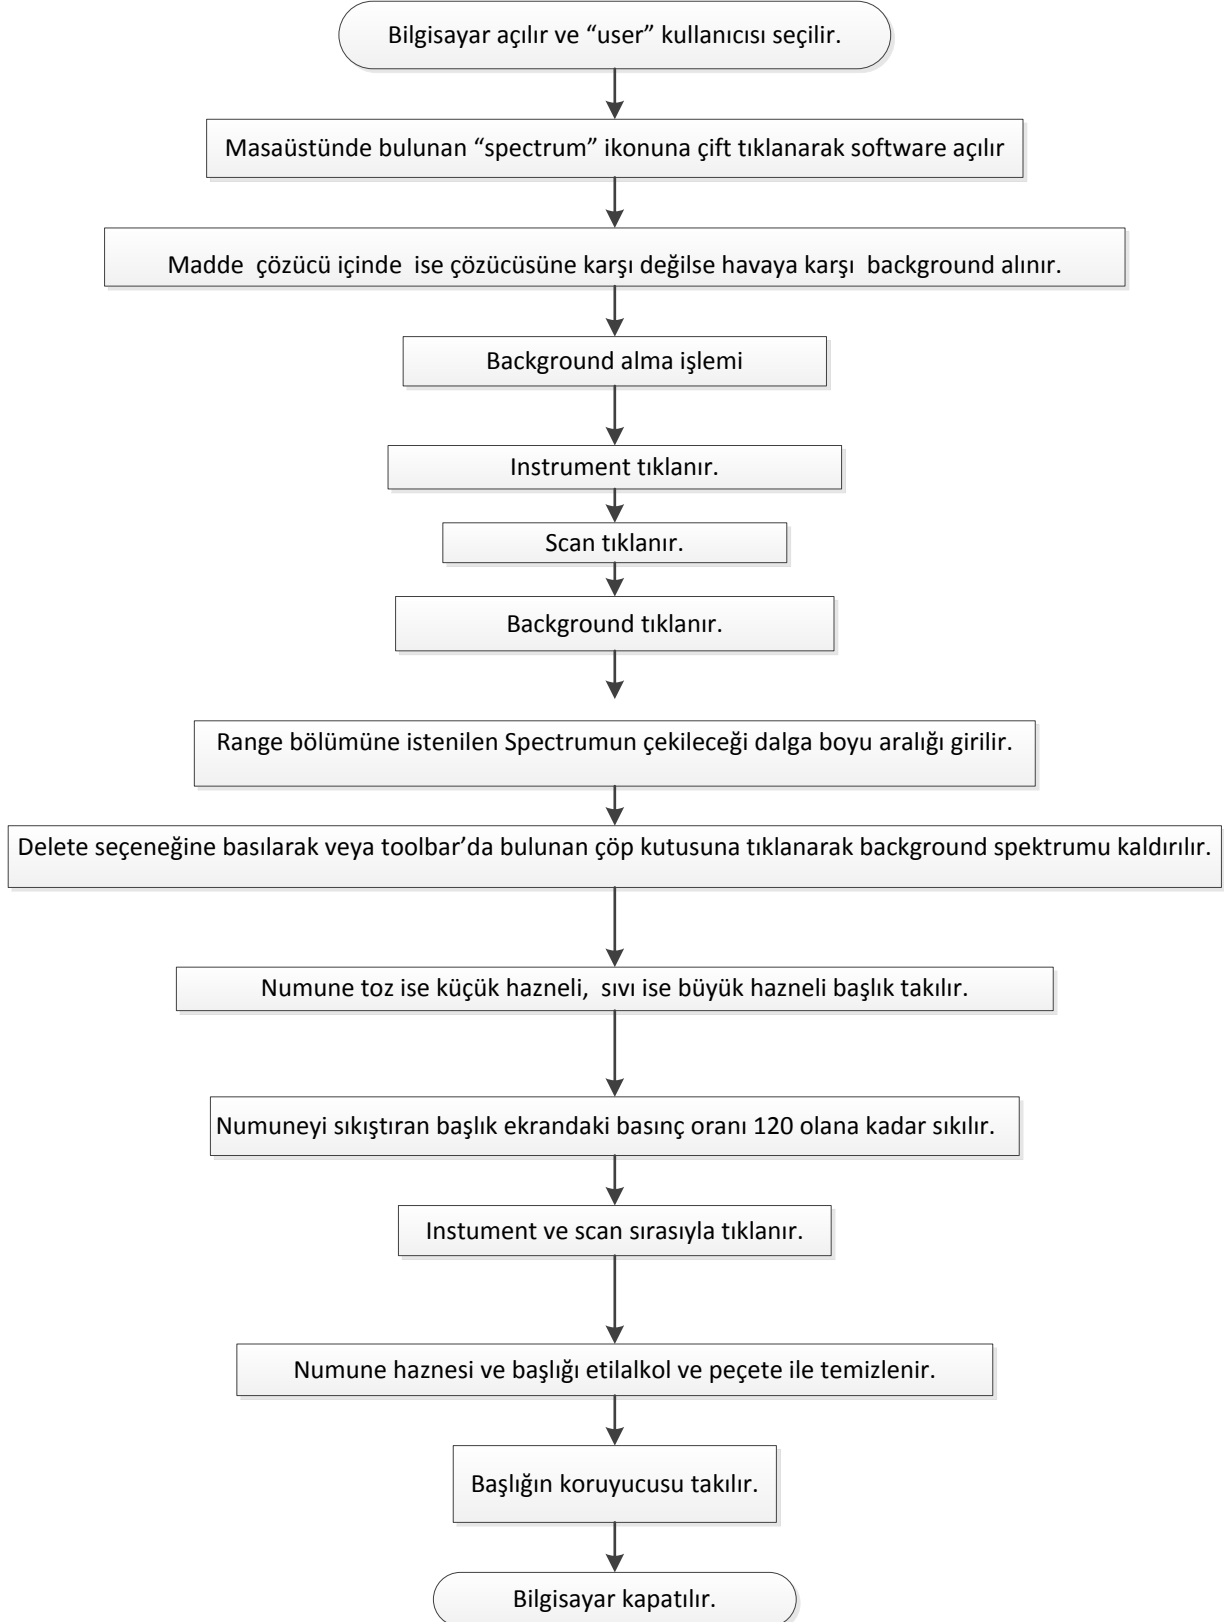 Bilgisayar açılır ve “user” kullanıcısı seçilir.
Masaüstünde bulunan “spectrum” ikonuna çift tıklanarak software açılır
Madde çözücü içinde ise çözücüsüne karşı değilse havaya karşı background alınır.
Background alma işlemi
Instrument tıklanır.
Scan tıklanır.
Background tıklanır.
Range bölümüne istenilen Spectrumun çekileceği dalga boyu aralığı girilir.
Delete seçeneğine basılarak veya toolbar’da bulunan çöp kutusuna tıklanarak background spektrumu kaldırılır.
Numune toz ise küçük hazneli, sıvı ise büyük hazneli başlık takılır.
Numuneyi sıkıştıran başlık ekrandaki basınç oranı 120 olana kadar sıkılır.
Instument ve scan sırasıyla tıklanır.
Numune haznesi ve başlığı etilalkol ve peçete ile temizlenir.
Başlığın koruyucusu takılır.
Bilgisayar kapatılır.